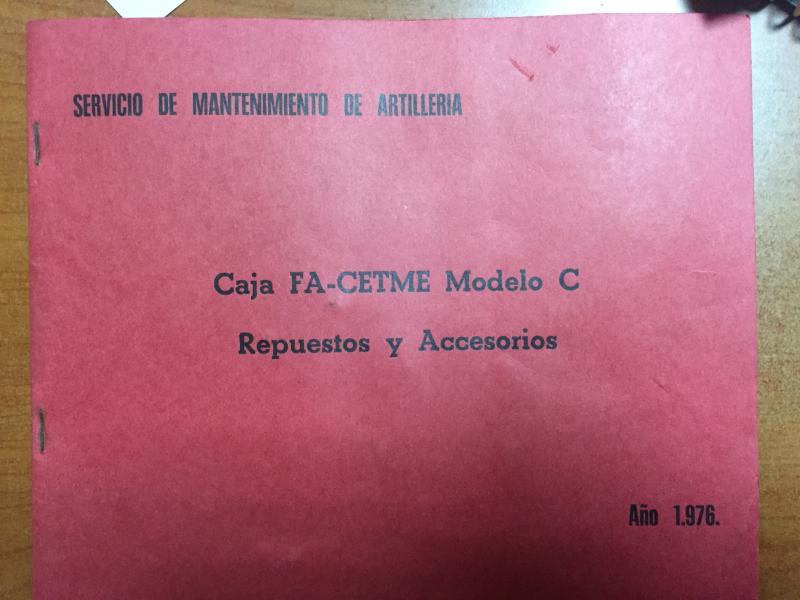 SERVICIO DE MANTENIMIENTO DE ARTILLERIA
Caja FA-CETME Modelo C
Repuestos y Accesorios
Año 1.976.